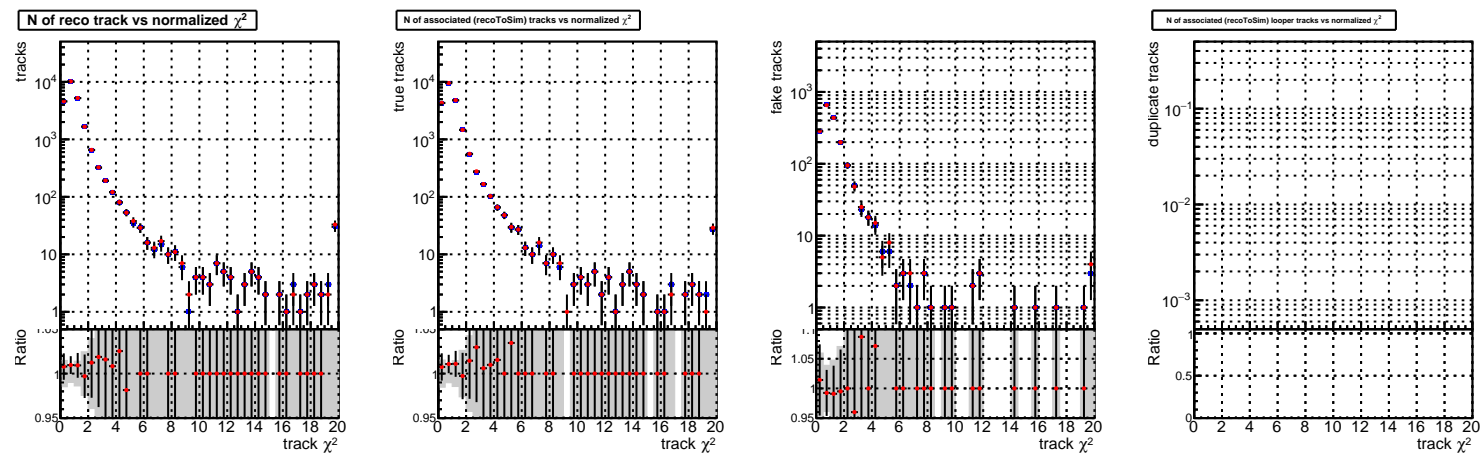 N of reco track vs normalized χ²
tracks
10⁴
10³
10²
10
1
Ratio
1.05
1
0.95
0 2 4 6 8 10 12 14 16 18 20
track χ²
N of associated (recoToSim) tracks vs normalized χ²
true tracks
10⁴
10³
10²
10
1
Ratio
1.05
1
0.95
0 2 4 6 8 10 12 14 16 18 20
track χ²
fake tracks
10³
10²
10
1
Ratio
1.1
1.05
1
0.95
0 2 4 6 8 10 12 14 16 18 20
track χ²
N of associated (recoToSim) looper tracks vs normalized χ²
duplicate tracks
10⁻¹
10⁻²
10⁻³
Ratio
1
0.5
0
0 2 4 6 8 10 12 14 16 18 20
track χ²